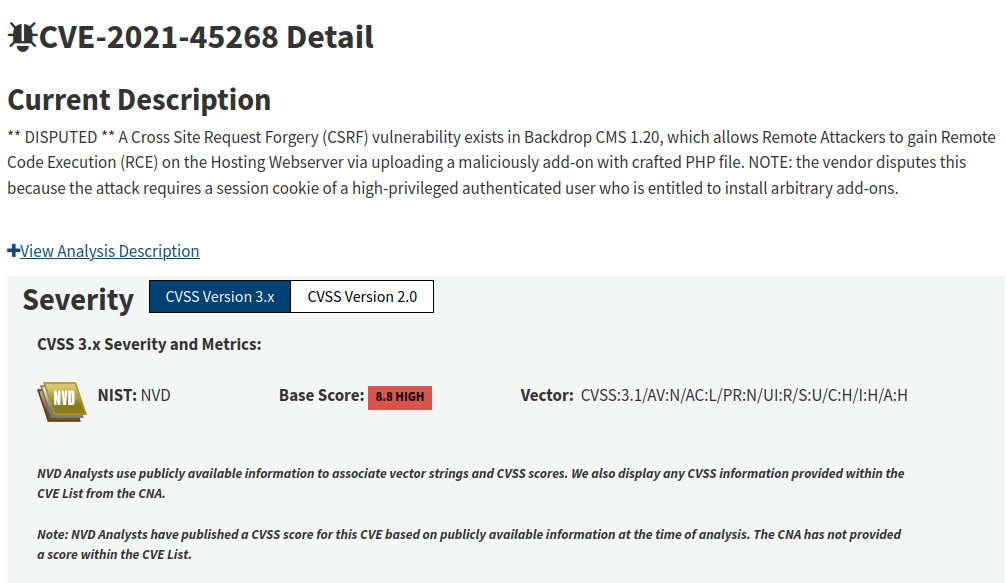 CVE-2021-45268 Detail
Current Description
** DISPUTED ** A Cross Site Request Forgery (CSRF) vulnerability exists in Backdrop CMS 1.20, which allows Remote Attackers to gain Remote
Code Execution (RCE) on the Hosting Webserver via uploading a maliciously add-on with crafted PHP file. NOTE: the vendor disputes this
because the attack requires a session cookie of a high-privileged authenticated user who is entitled to install arbitrary add-ons.
View Analysis Description
Severity CVSS Version 3.x CVSS Version 2.0
CVSS 3.x Severity and Metrics:
NVD NIST: NVD Base Score: 8.8 HIGH Vector: CVSS:3.1/AV:N/AC:L/PR:N/UI:R/S:U/C:H/I:H/A:H
NVD Analysts use publicly available information to associate vector strings and CVSS scores. We also display any CVSS information provided within the
CVE List from the CNA.
Note: NVD Analysts have published a CVSS score for this CVE based on publicly available information at the time of analysis. The CNA has not provided
a score within the CVE List.